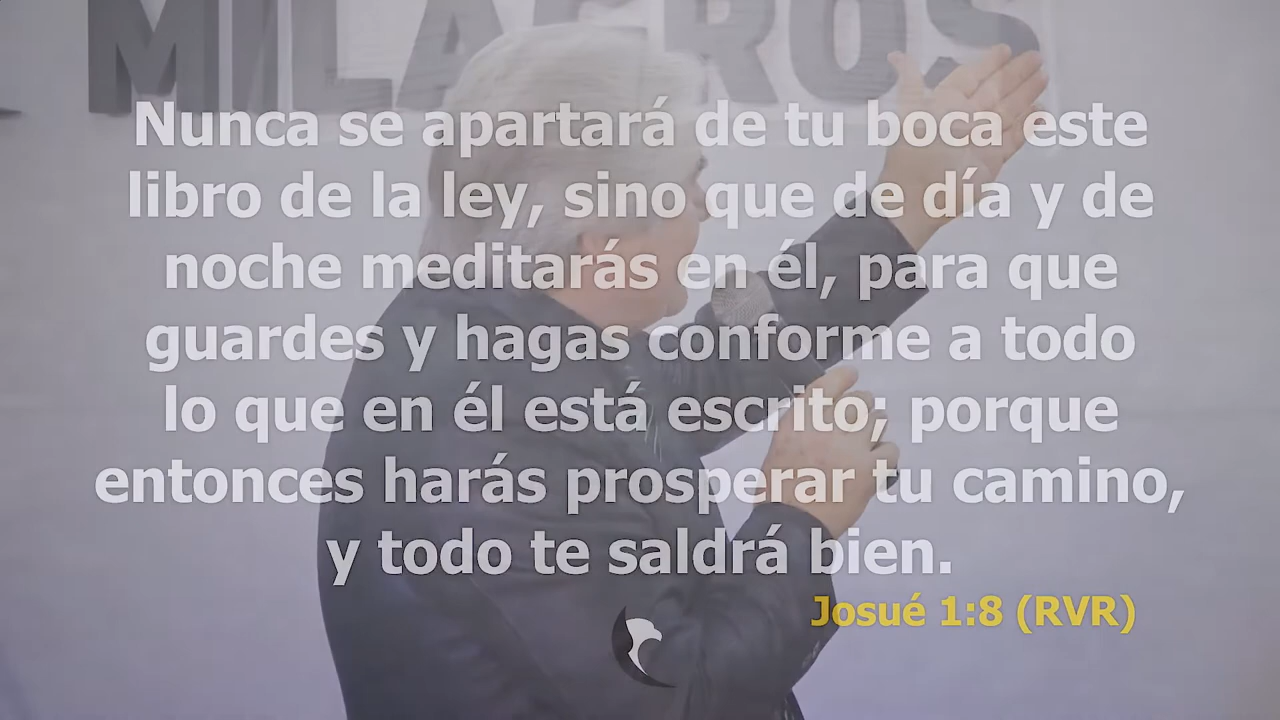 MILAGROS
Nunca se apartará de tu boca este
libro de la ley, sino que de día y de
noche meditarás en él, para que
guardes y hagas conforme a todo
lo que en él está escrito; porque
entonces harás prosperar tu camino,
y todo te saldrá bien.
Josué 1:8 (RVR)